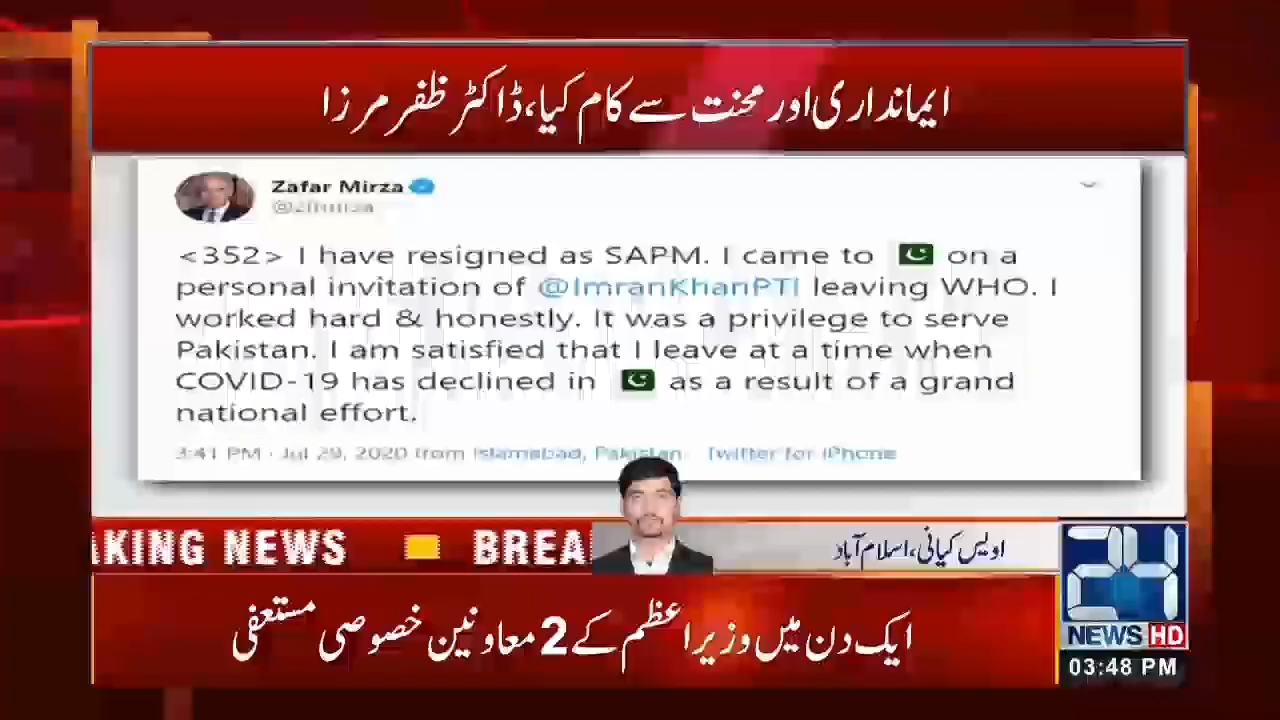 ایمانداری اور محنت سے کام کیا، ڈاکٹر ظفر مرزا
Zafar Mirza
<352> I have resigned as SAPM. I came to 🇵🇰 on a
personal invitation of @ImranKhanPTI leaving WHO. I
worked hard & honestly. It was a privilege to serve
Pakistan. I am satisfied that I leave at a time when
COVID-19 has declined in 🇵🇰 as a result of a grand
national effort.
3:41 PM · Jul 29, 2020 from Islamabad, Pakistan · Twitter for iPhone
AKING NEWS BREA
اویس کیانی، اسلام آباد
24
NEWS HD
ایک دن میں وزیراعظم کے 2 معاونین خصوصی مستعفی
03:48 PM